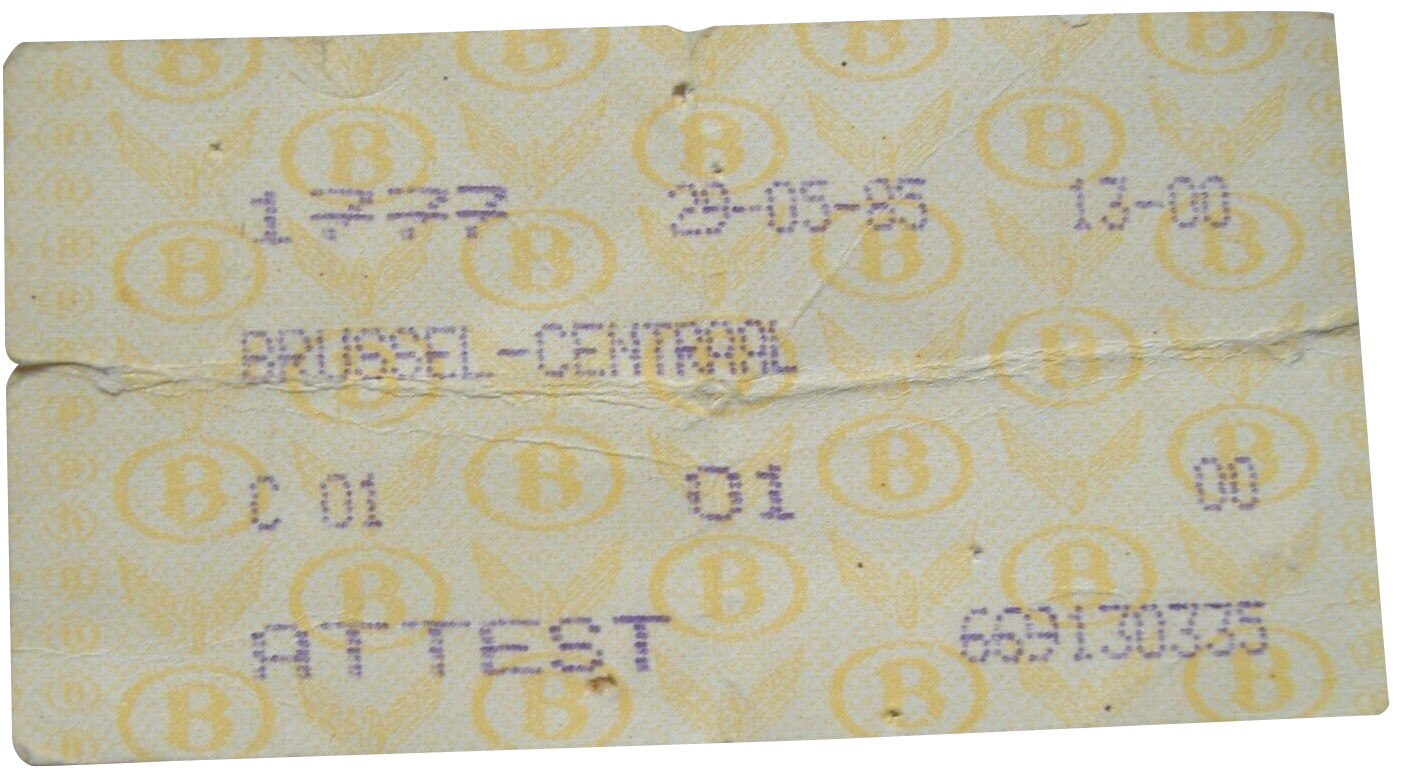 1777 29-05-85 13-00
BRUSSEL-CENTRAAL
C 01 01 00
ATTEST 669130335